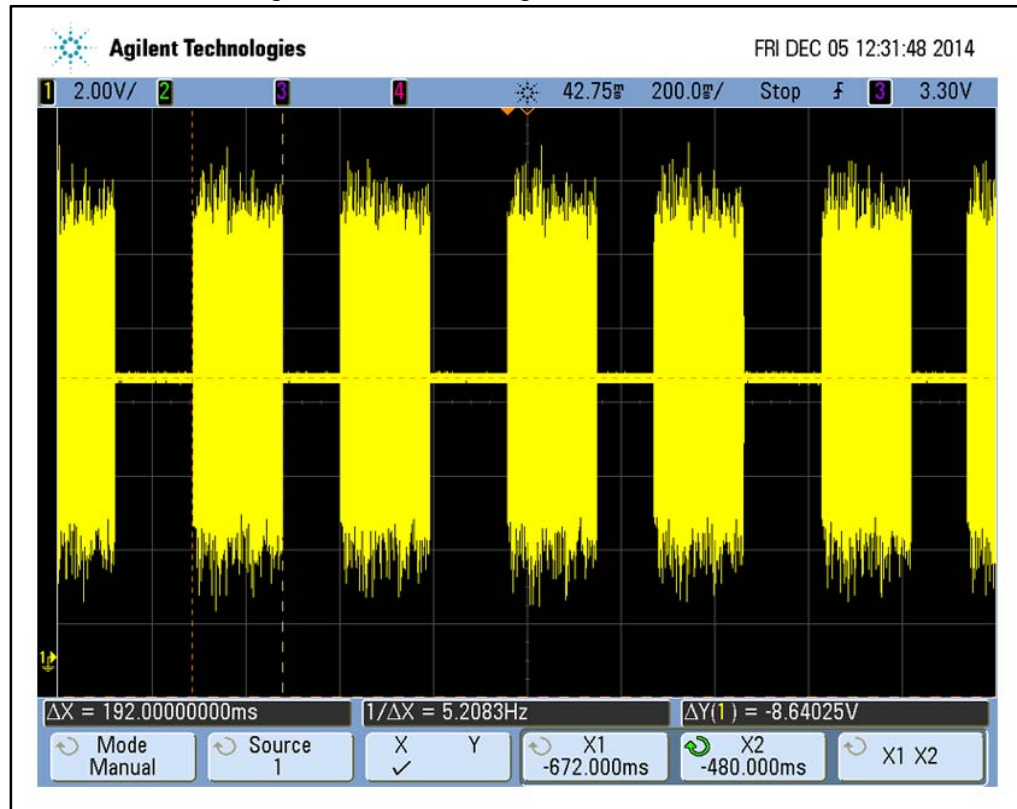 Agilent Technologies FRI DEC 05 12:31:48 2014
1 2.00V/ 2 3 4 42.75ms 200.0ms/ Stop 3 3.30V
1
ΔX = 192.00000000ms 1/ΔX = 5.2083Hz ΔY(1) = -8.64025V
Mode Source X Y X1 X2 X1 X2
Manual 1 ✓ -672.000ms -480.000ms